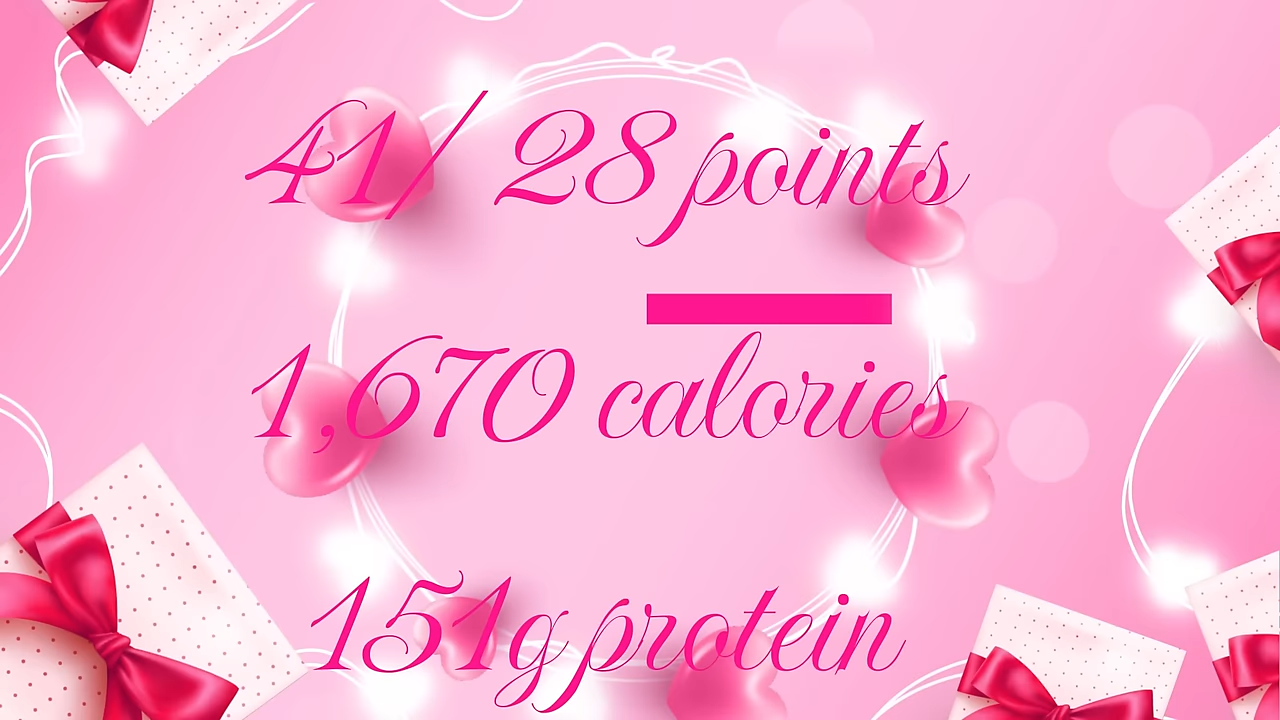 41/ 28 points
1,670 calories
151g protein